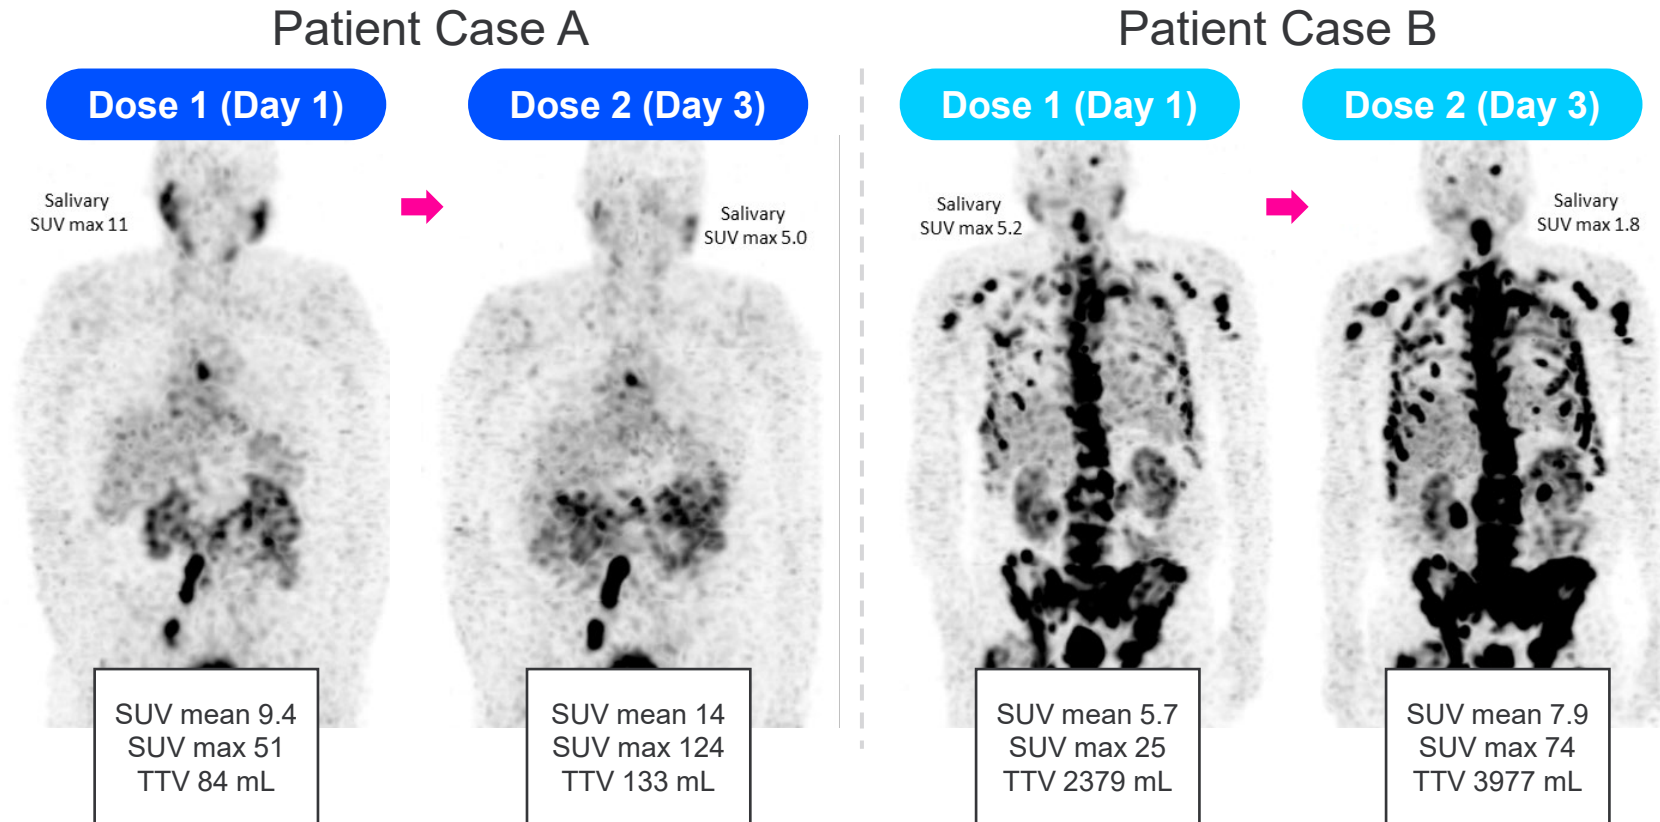 Patient Case A
Dose 1 (Day 1)
Dose 2 (Day 3)
Salivary
SUV max 11
Salivary
SUV max 5.0
SUV mean 9.4
SUV max 51
TTV 84 mL
SUV mean 14
SUV max 124
TTV 133 mL
Patient Case B
Dose 1 (Day 1)
Dose 2 (Day 3)
Salivary
SUV max 5.2
Salivary
SUV max 1.8
SUV mean 5.7
SUV max 25
TTV 2379 mL
SUV mean 7.9
SUV max 74
TTV 3977 mL